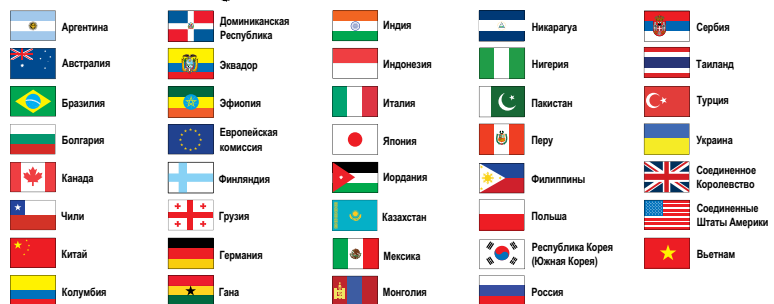 Аргентина
Австралия
Бразилия
Болгария
Канада
Чили
Китай
Колумбия
Доминиканская
Республика
Эквадор
Эфиопия
Европейская
комиссия
Финляндия
Грузия
Германия
Гана
Индия
Индонезия
Италия
Япония
Иордания
Казахстан
Мексика
Монголия
Никарагуа
Нигерия
Пакистан
Перу
Филиппины
Польша
Республика Корея
(Южная Корея)
Россия
Сербия
Таиланд
Турция
Украина
Соединенное
Королевство
Соединенные
Штаты Америки
Вьетнам